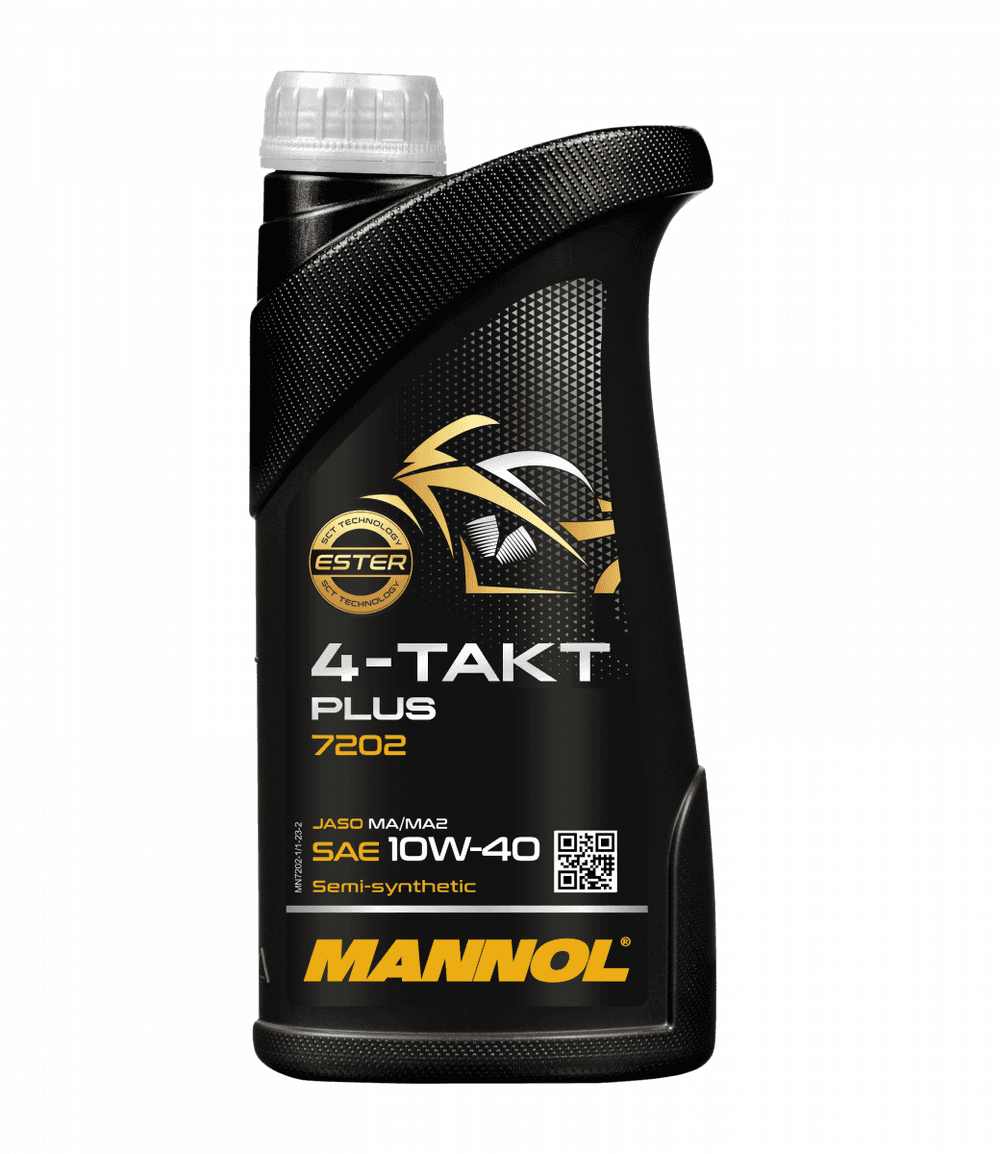 SCT TECHNOLOGY
ESTER
SCT TECHNOLOGY
4-TAKT
PLUS
7202
JASO MA/MA2
SAE 10W-40
Semi-synthetic
MN7202-1/1-23-2
MANNOL®